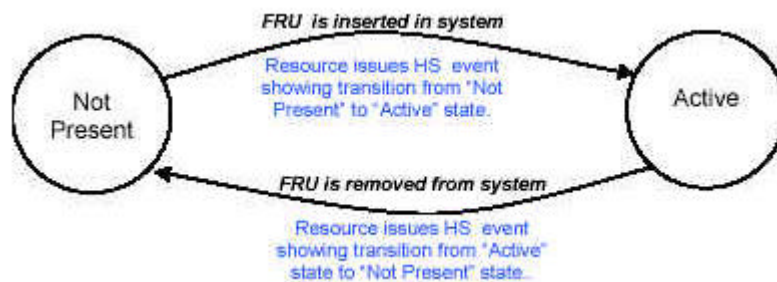 FRU is inserted in system
Resource issues HS event
showing transition from "Not
Present" to "Active" state.
Not
Present
Active
FRU is removed from system
Resource issues HS event
showing transition from "Active"
state to "Not Present" state..